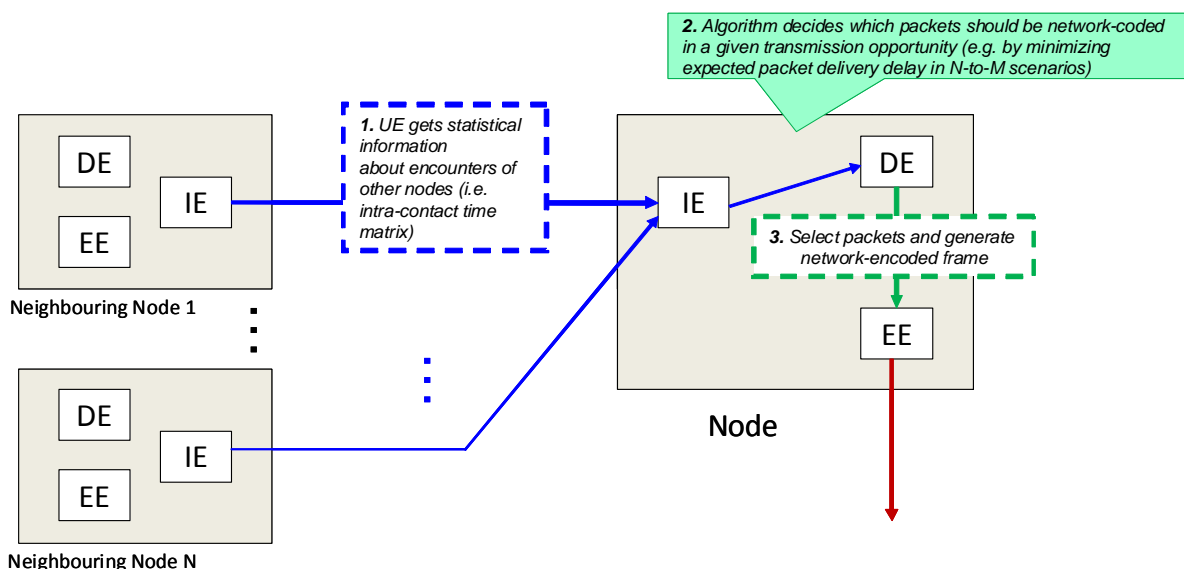 2. Algorithm decides which packets should be network-coded
in a given transmission opportunity (e.g. by minimizing
expected packet delivery delay in N-to-M scenarios)
DE
IE
EE
Neighbouring Node 1
1. UE gets statistical
information
about encounters of
other nodes (i.e.
intra-contact time
matrix)
DE
IE
3. Select packets and generate
network-encoded frame
EE
Node
DE
IE
EE
Neighbouring Node N